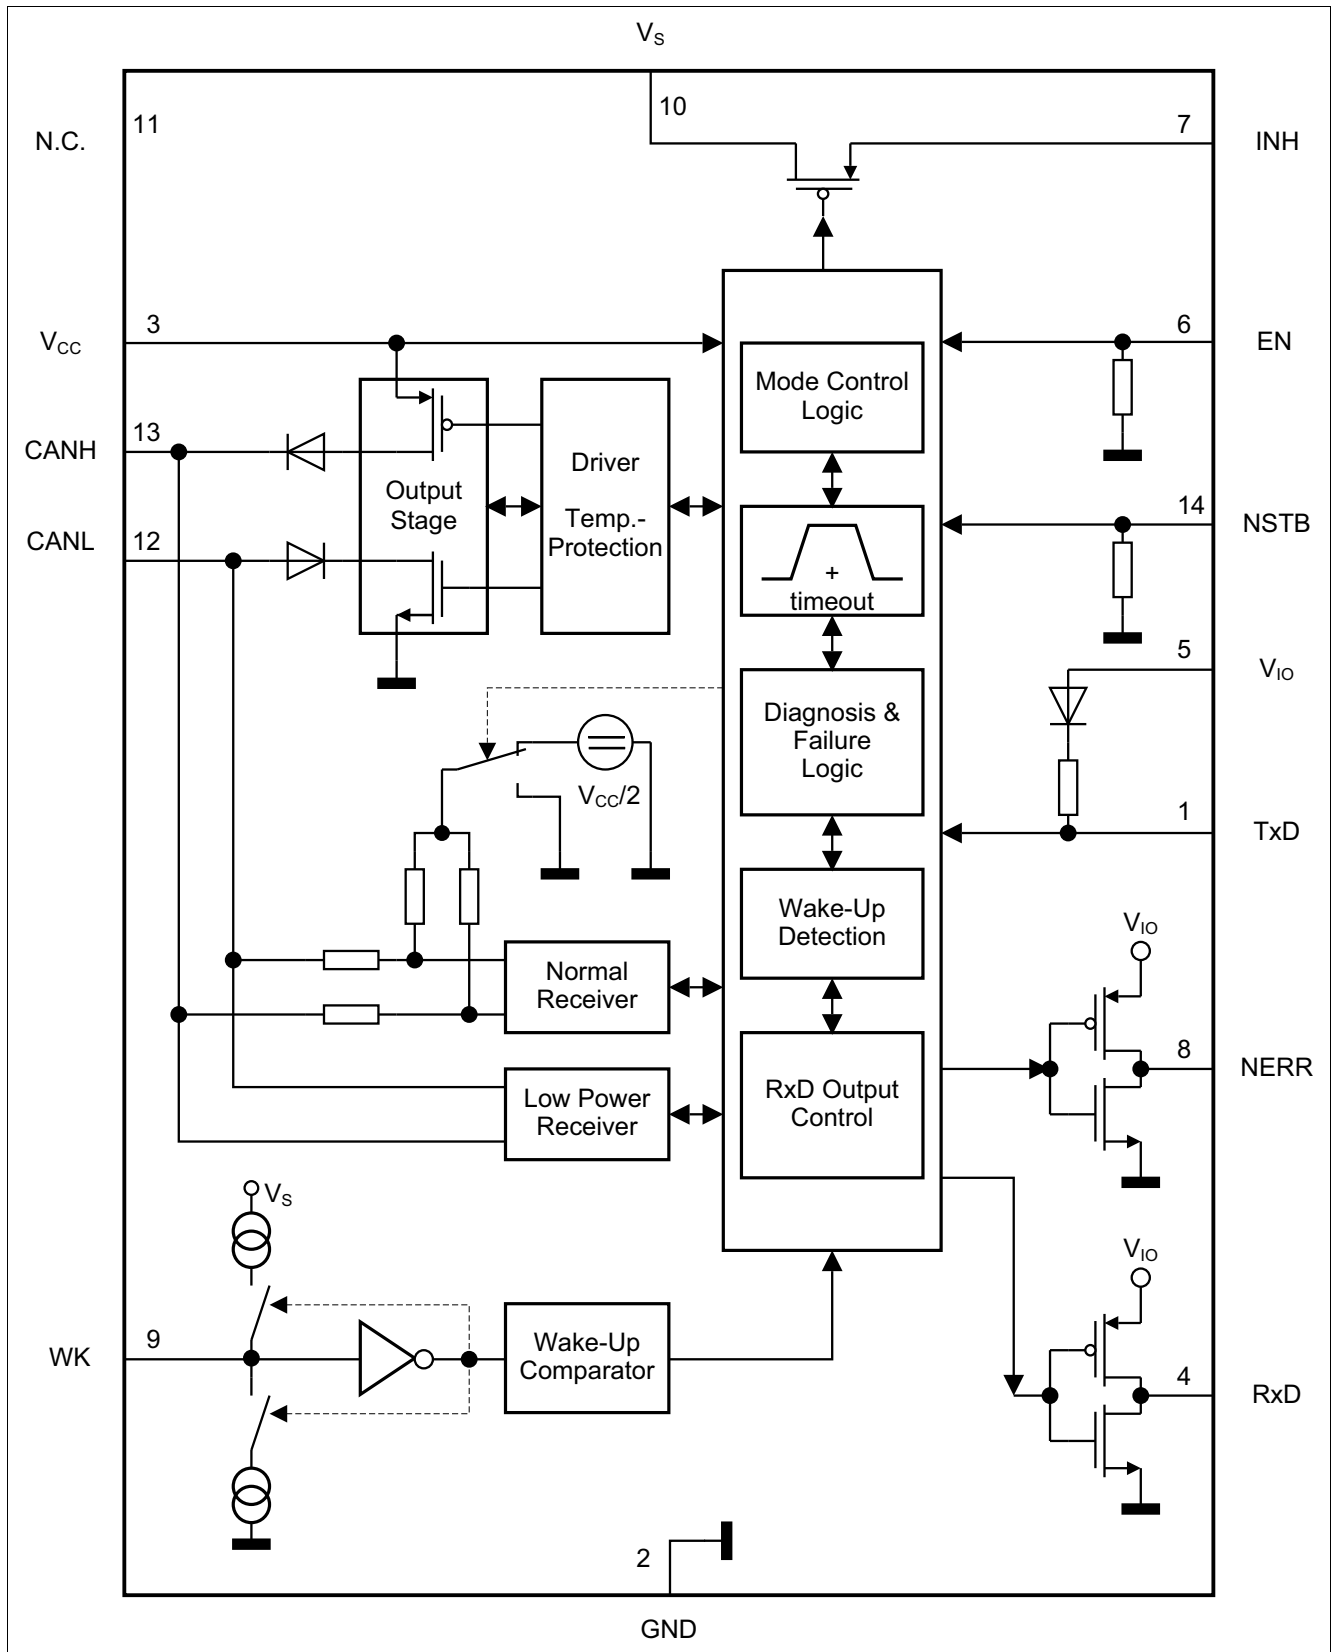 V_S
10
11
N.C.
7
INH
3
V_CC
6
EN
Mode Control
Logic
13
CANH
Driver
Temp.-
Protection
Output
Stage
14
NSTB
12
CANL
+
timeout
5
V_IO
Diagnosis &
Failure
Logic
V_CC/2
1
TxD
Wake-Up
Detection
V_IO
Normal
Receiver
8
NERR
RxD Output
Control
Low Power
Receiver
V_S
V_IO
9
WK
Wake-Up
Comparator
4
RxD
2
GND